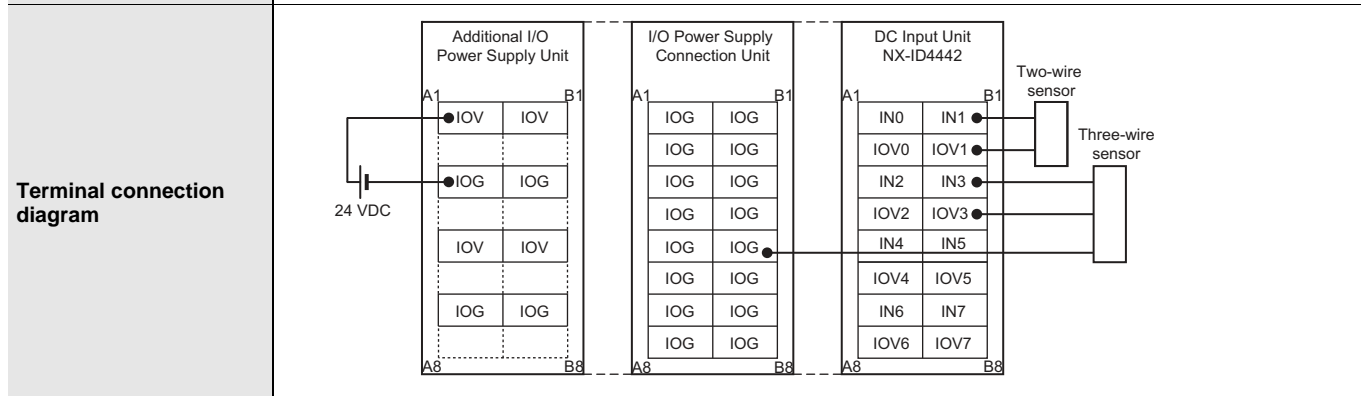 Terminal connection
diagram
24 VDC
Additional I/O
Power Supply Unit
A1 B1
IOV IOV
IOG IOG
IOV IOV
IOG IOG
A8 B8
I/O Power Supply
Connection Unit
A1 B1
IOG IOG
IOG IOG
IOG IOG
IOG IOG
IOG IOG
IOG IOG
IOG IOG
IOG IOG
A8 B8
DC Input Unit
NX-ID4442
A1 B1
IN0 IN1
IOV0 IOV1
IN2 IN3
IOV2 IOV3
IN4 IN5
IOV4 IOV5
IN6 IN7
IOV6 IOV7
A8 B8
Two-wire
sensor
Three-wire
sensor